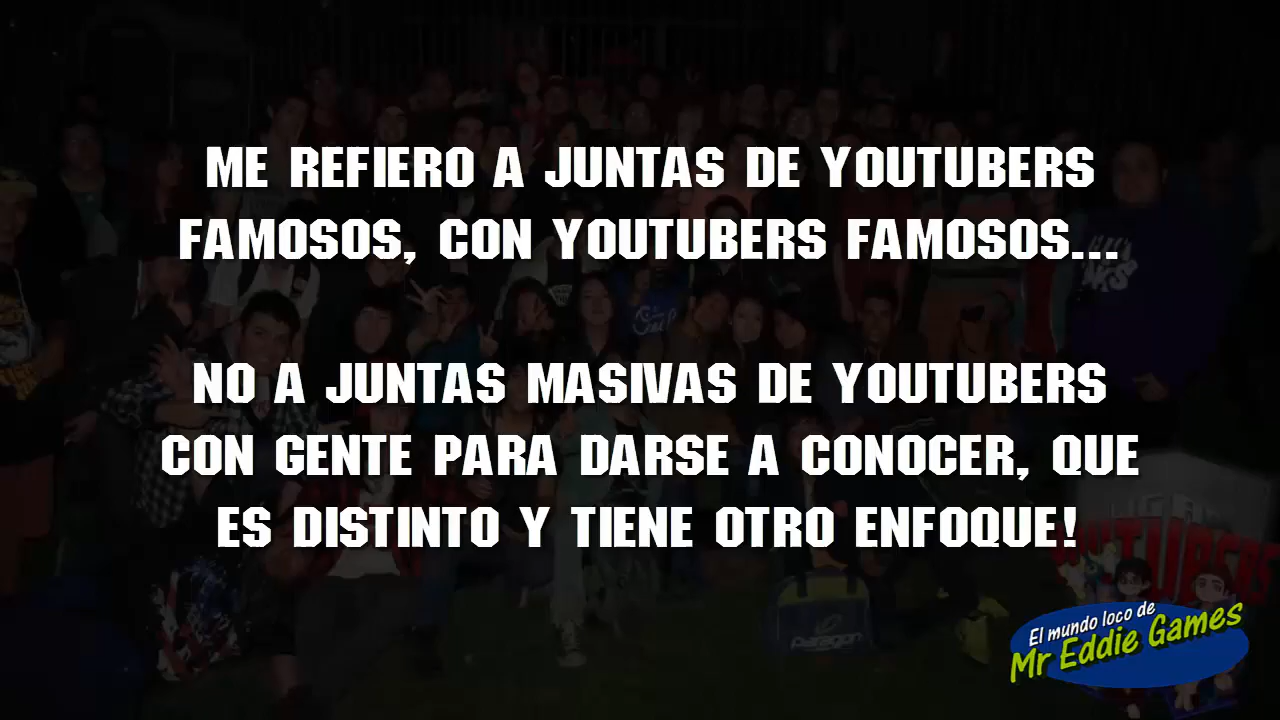 ME REFIERO A JUNTAS DE YOUTUBERS
FAMOSOS, CON YOUTUBERS FAMOSOS...
NO A JUNTAS MASIVAS DE YOUTUBERS
CON GENTE PARA DARSE A CONOCER, QUE
ES DISTINTO Y TIENE OTRO ENFOQUE!
Paragon
El mundo loco de
Mr Eddie Games